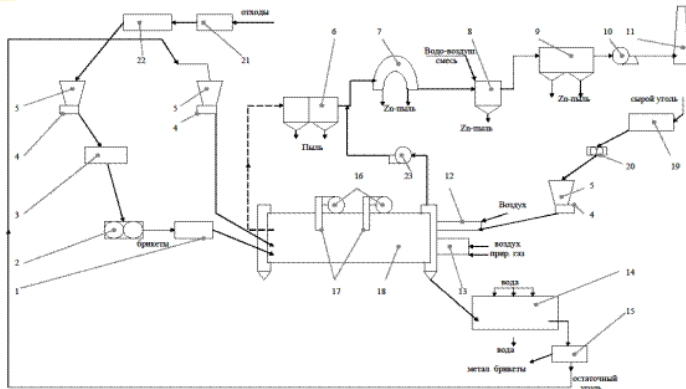 отходы
22
21
6
7
8
9
10
11
Водо-воздуш.
смесь
5
5
4
4
Zn-пыль
Zn-пыль
Zn-пыль
Пыль
сырой уголь
19
20
5
4
3
23
16
12
Воздух
2
брикеты
1
17
18
13
воздух
прир. газ
14
вода
15
вода
метал. брикеты
остаточный
уголь